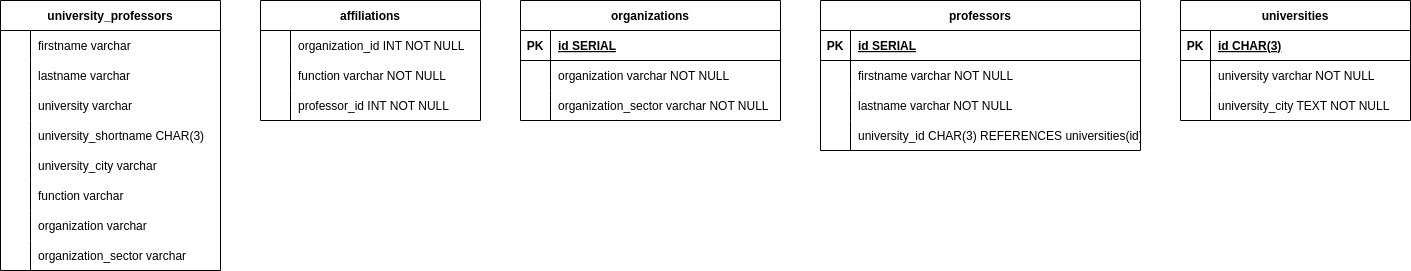 university_professors
firstname varchar
lastname varchar
university varchar
university_shortname CHAR(3)
university_city varchar
function varchar
organization varchar
organization_sector varchar
affiliations
organization_id INT NOT NULL
function varchar NOT NULL
professor_id INT NOT NULL
organizations
PK id SERIAL
organization varchar NOT NULL
organization_sector varchar NOT NULL
professors
PK id SERIAL
firstname varchar NOT NULL
lastname varchar NOT NULL
university_id CHAR(3) REFERENCES universities(id)
universities
PK id CHAR(3)
university varchar NOT NULL
university_city TEXT NOT NULL